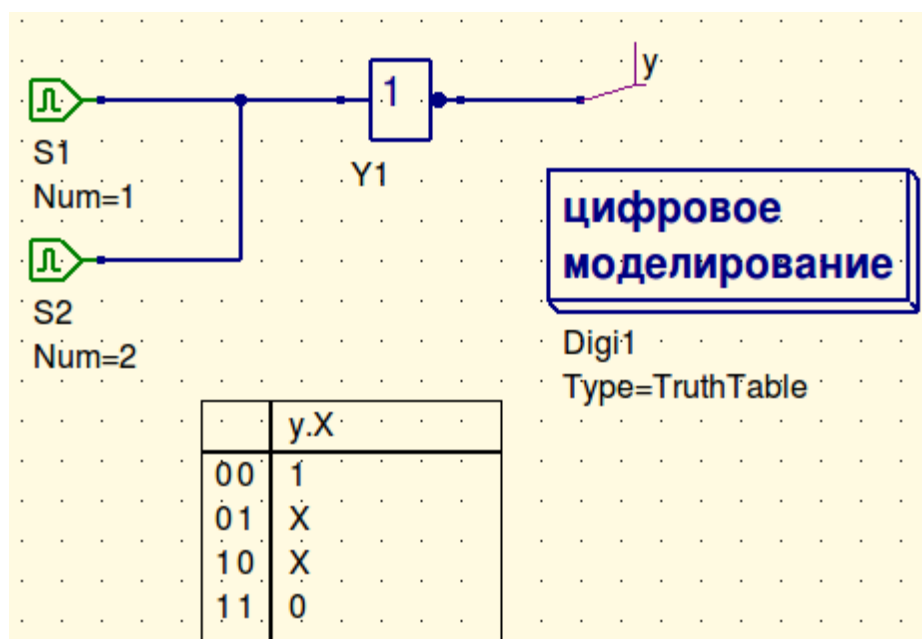 y
1
S1
Num=1
Y1
цифровое
моделирование
S2
Num=2
Digi1
Type=TruthTable
y.X
00 1
01 X
10 X
11 0